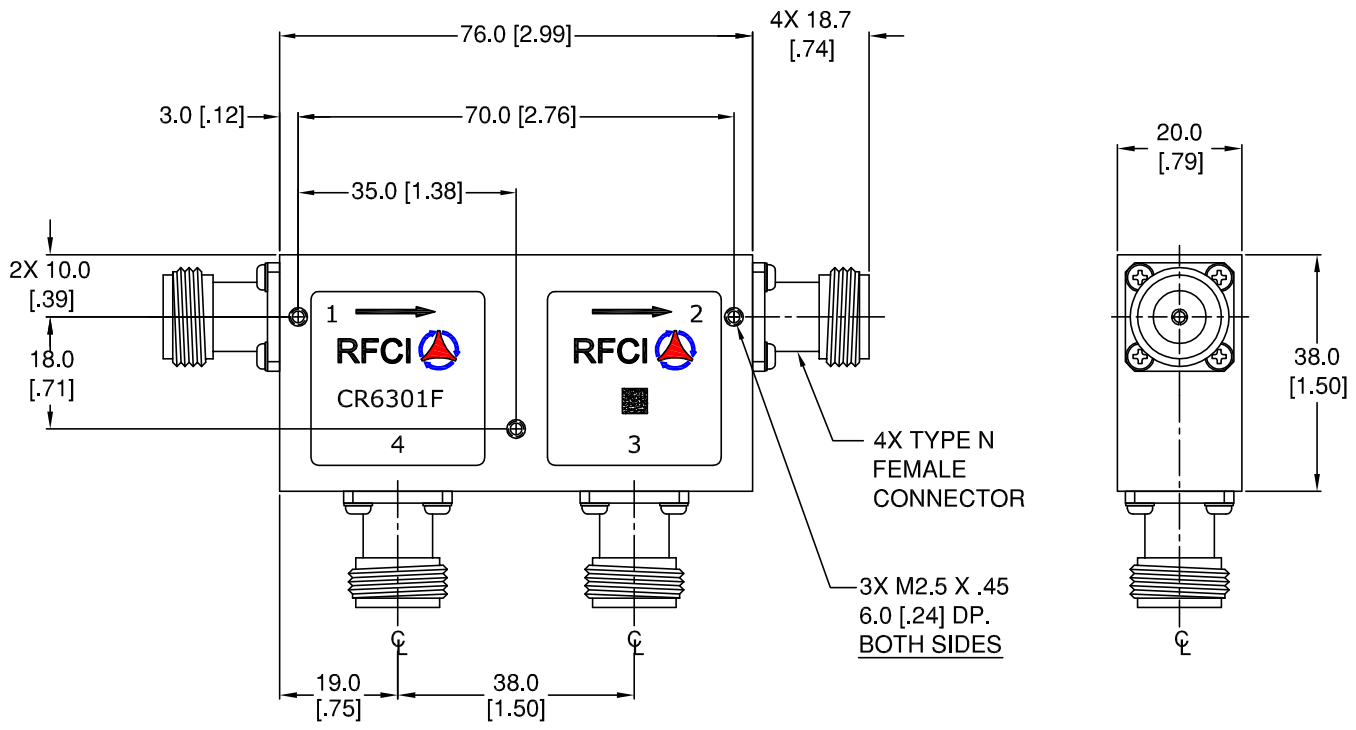 76.0 [2.99]
4X 18.7
[.74]
3.0 [.12]
70.0 [2.76]
20.0
[.79]
35.0 [1.38]
2X 10.0
[.39]
1
2
RFCI
RFCI
18.0
[.71]
38.0
[1.50]
CR6301F
4
3
4X TYPE N
FEMALE
CONNECTOR
3X M2.5 X .45
6.0 [.24] DP.
BOTH SIDES
CL
CL
CL
19.0
[.75]
38.0
[1.50]